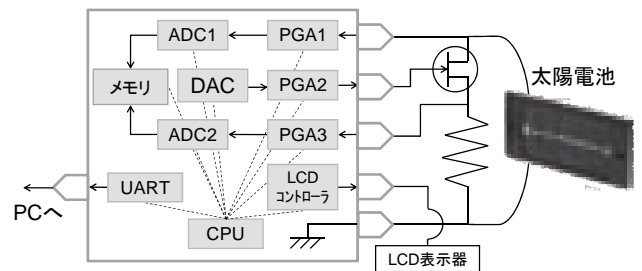 ADC1
PGA1
メモリ
DAC
PGA2
ADC2
PGA3
UART
LCD
コントローラ
CPU
PCへ
LCD表示器
太陽電池